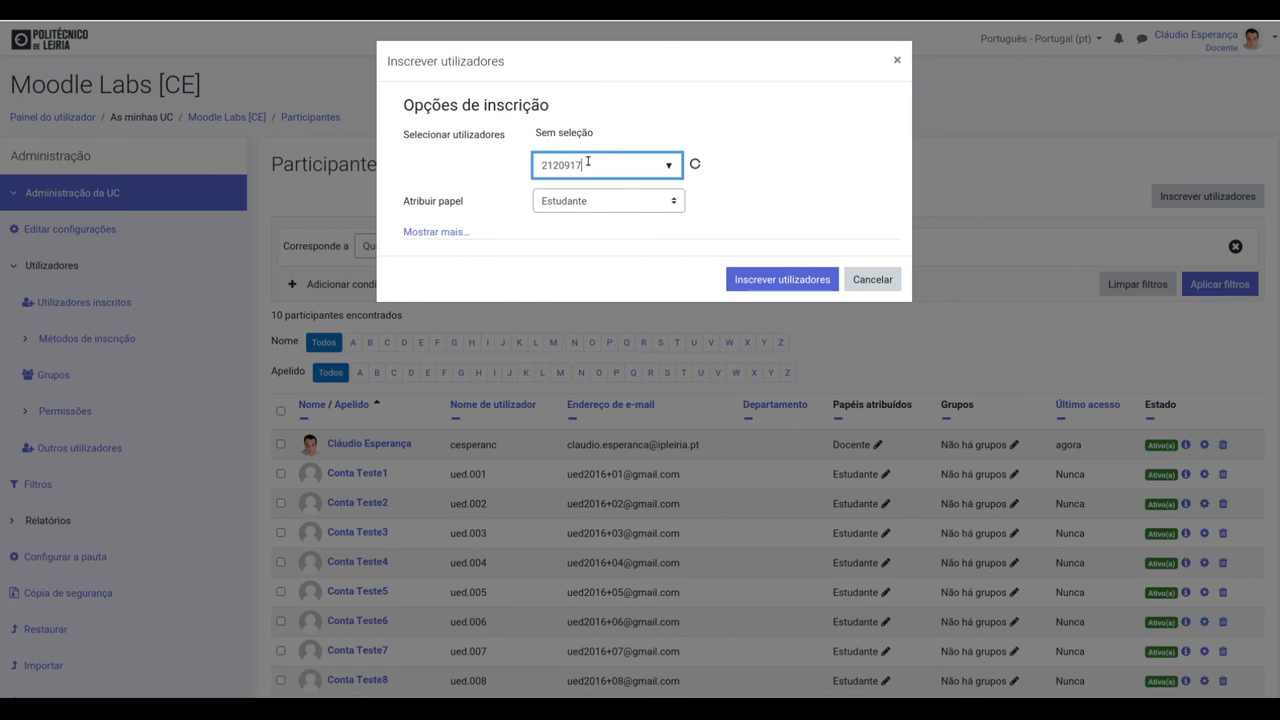 POLITÉCNICO
DE LEIRIA
Português - Portugal (pt)
Cláudio Esperança
Docente
Moodle Labs [CE]
Painel do utilizador / As minhas UC / Moodle Labs [CE] / Participantes
Administração
Administração da UC
Editar configurações
Utilizadores
Utilizadores inscritos
Métodos de inscrição
Grupos
Permissões
Outros utilizadores
Filtros
Relatórios
Configurar a pauta
Cópia de segurança
Restaurar
Importar
Inscrever utilizadores
×
Opções de inscrição
Selecionar utilizadores
Sem seleção
2120917
Atribuir papel
Estudante
Mostrar mais...
Inscrever utilizadores
Cancelar
Participante
Inscrever utilizadores
Corresponde a
Qu
Adicionar condi
Limpar filtros
Aplicar filtros
10 participantes encontrados
Nome Todos A B C D E F G H I J K L M N O P Q R S T U V W X Y Z
Apelido Todos A B C D E F G H I J K L M N O P Q R S T U V W X Y Z
Nome / Apelido Nome de utilizador Endereço de e-mail Departamento Papéis atribuídos Grupos Último acesso Estado
Cláudio Esperança cesperanc claudio.esperanca@ipleiria.pt Docente Não há grupos agora Ativo(a)
Conta Teste1 ued.001 ued2016+01@gmail.com Estudante Não há grupos Nunca Ativo(a)
Conta Teste2 ued.002 ued2016+02@gmail.com Estudante Não há grupos Nunca Ativo(a)
Conta Teste3 ued.003 ued2016+03@gmail.com Estudante Não há grupos Nunca Ativo(a)
Conta Teste4 ued.004 ued2016+04@gmail.com Estudante Não há grupos Nunca Ativo(a)
Conta Teste5 ued.005 ued2016+05@gmail.com Estudante Não há grupos Nunca Ativo(a)
Conta Teste6 ued.006 ued2016+06@gmail.com Estudante Não há grupos Nunca Ativo(a)
Conta Teste7 ued.007 ued2016+07@gmail.com Estudante Não há grupos Nunca Ativo(a)
Conta Teste8 ued.008 ued2016+08@gmail.com Estudante Não há grupos Nunca Ativo(a)